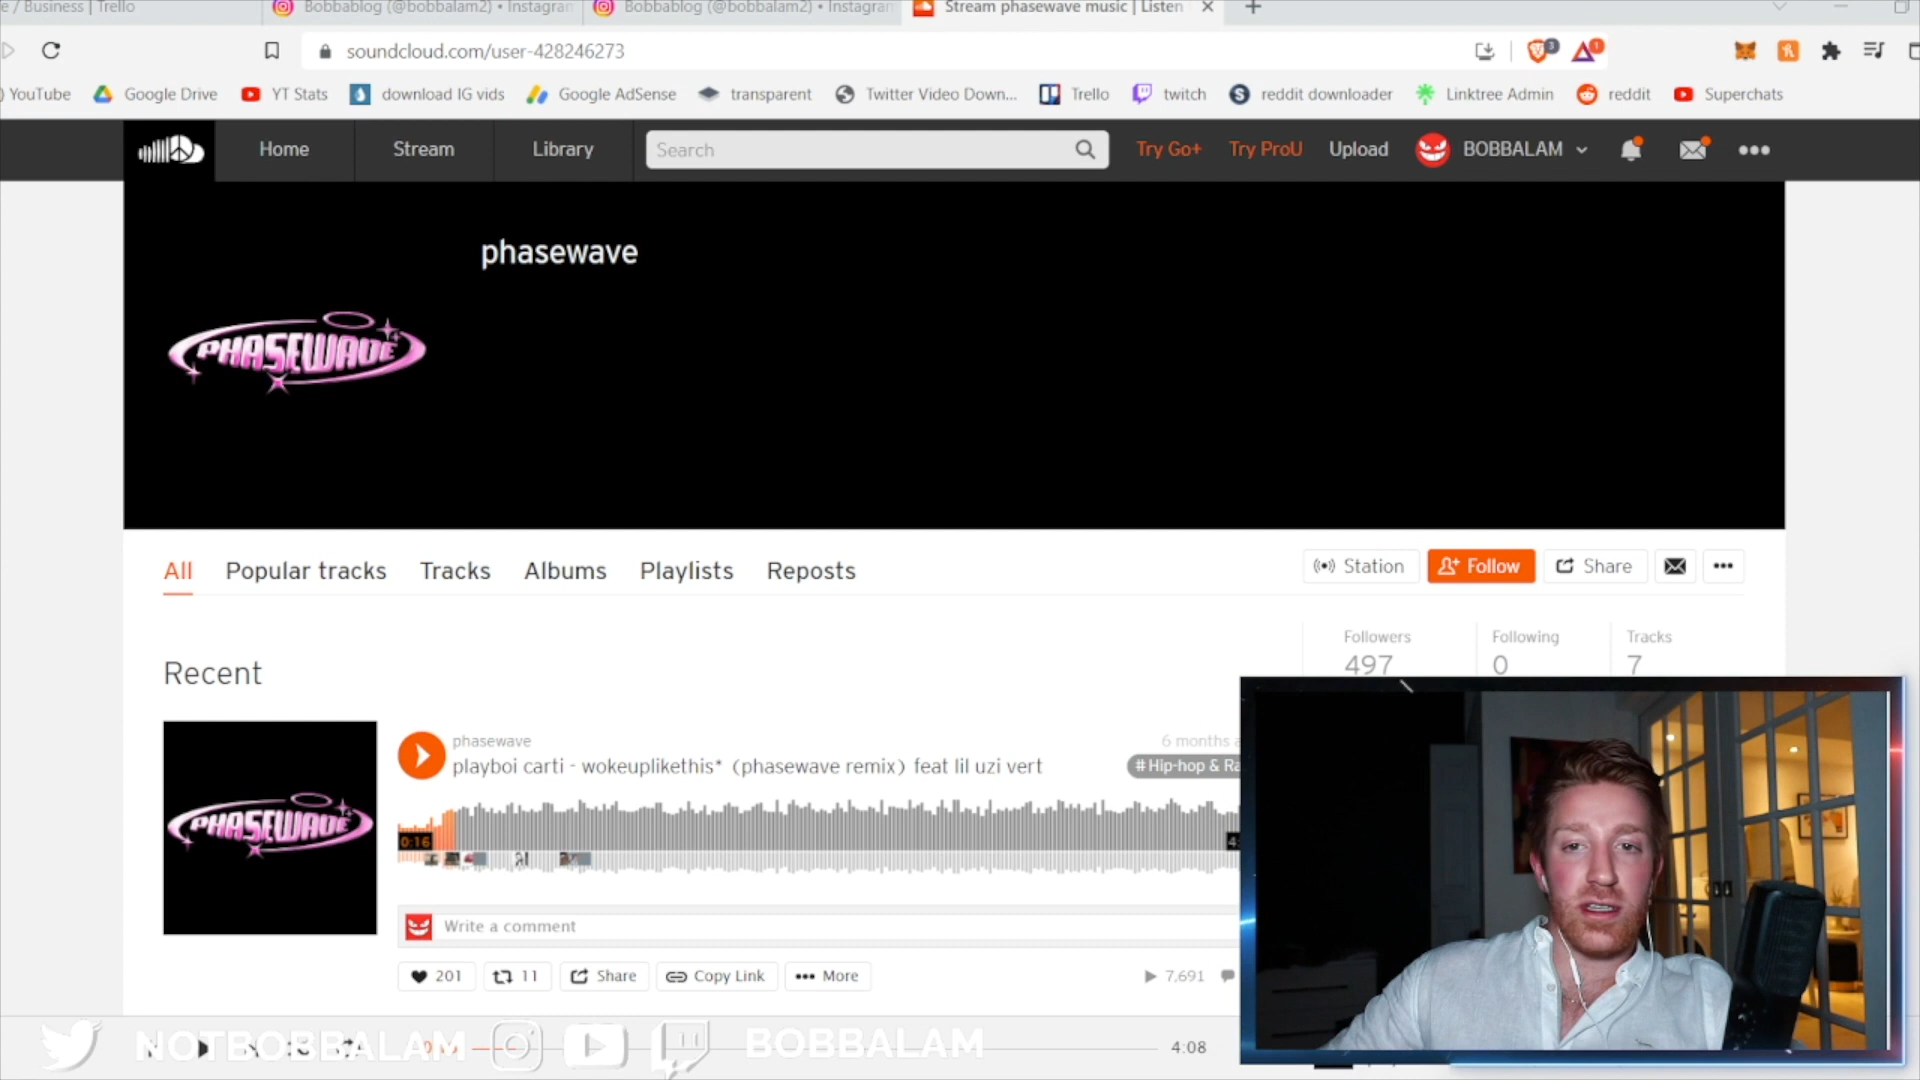 e / Business | Trello
Bobbablog (@bobbalam2) • Instagram
Bobbablog (@bobbalam2) • Instagram
Stream phasewave music | Listen
soundcloud.com/user-428246273
3
1
YouTube
Google Drive
YT Stats
download IG vids
Google AdSense
transparent
Twitter Video Down...
Trello
twitch
reddit downloader
Linktree Admin
reddit
Superchats
Home
Stream
Library
Search
Try Go+
Try ProU
Upload
BOBBALAM
phasewave
PHASEWAVE
All
Popular tracks
Tracks
Albums
Playlists
Reposts
Station
Follow
Share
Followers
497
Following
0
Tracks
7
Recent
PHASEWAVE
phasewave
6 months
playboi carti - wokeuplikethis* (phasewave remix) feat lil uzi vert
# Hip-hop & Ra
0:16
Write a comment
201
11
Share
Copy Link
More
7,691
NOTBOBBALAM
BOBBALAM
4:08